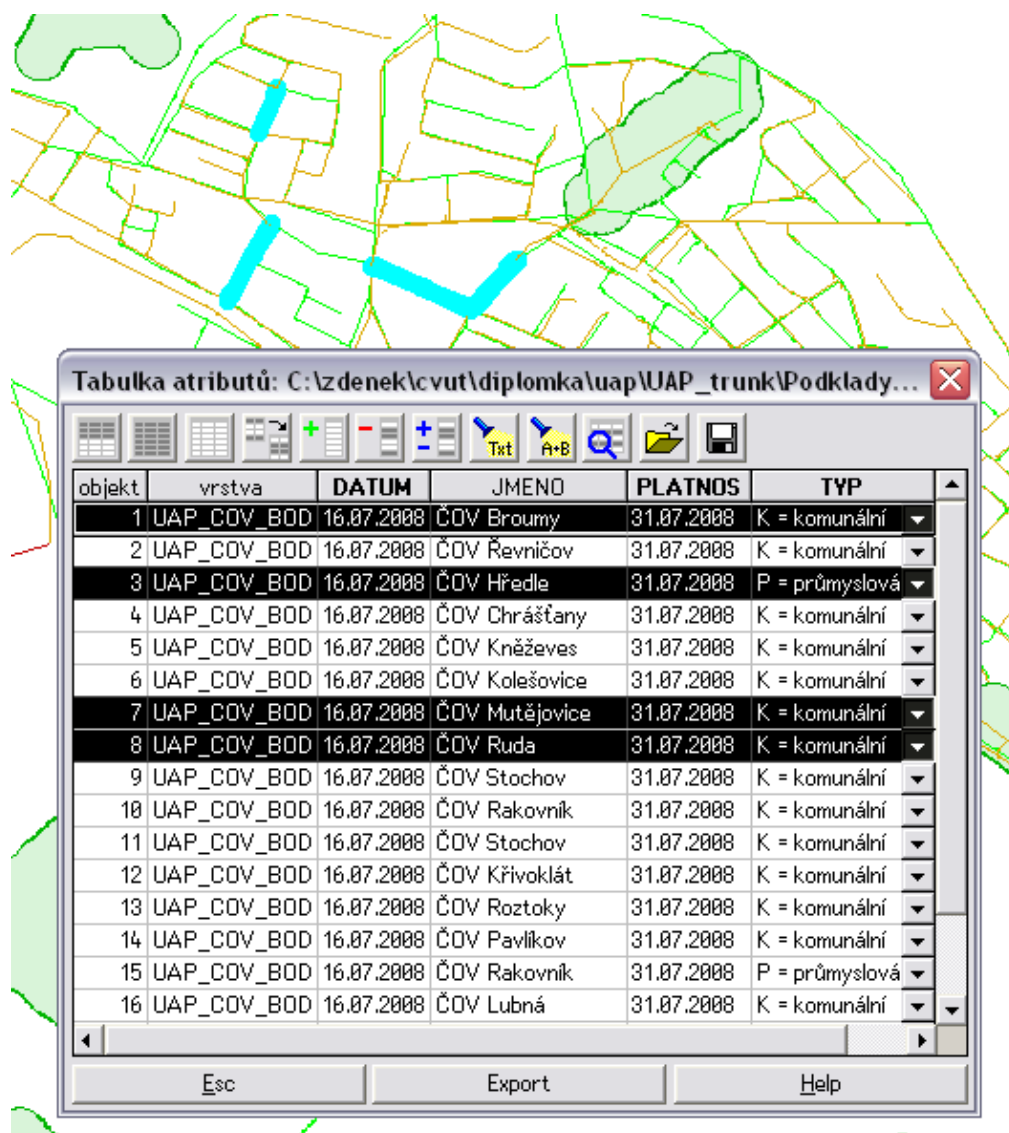 Tabulka atributů: C:\zdenek\cvut\diplomka\uap\UAP_trunk\Podklady...
Txt A+B
objekt vrstva DATUM JMENO PLATNOS TYP
1 UAP_COV_BOD 16.07.2008 ČOV Broumy 31.07.2008 K = komunální
2 UAP_COV_BOD 16.07.2008 ČOV Řevničov 31.07.2008 K = komunální
3 UAP_COV_BOD 16.07.2008 ČOV Hředle 31.07.2008 P = průmyslová
4 UAP_COV_BOD 16.07.2008 ČOV Chrášťany 31.07.2008 K = komunální
5 UAP_COV_BOD 16.07.2008 ČOV Kněževes 31.07.2008 K = komunální
6 UAP_COV_BOD 16.07.2008 ČOV Kolešovice 31.07.2008 K = komunální
7 UAP_COV_BOD 16.07.2008 ČOV Mutějovice 31.07.2008 K = komunální
8 UAP_COV_BOD 16.07.2008 ČOV Ruda 31.07.2008 K = komunální
9 UAP_COV_BOD 16.07.2008 ČOV Stochov 31.07.2008 K = komunální
10 UAP_COV_BOD 16.07.2008 ČOV Rakovník 31.07.2008 K = komunální
11 UAP_COV_BOD 16.07.2008 ČOV Stochov 31.07.2008 K = komunální
12 UAP_COV_BOD 16.07.2008 ČOV Křivoklát 31.07.2008 K = komunální
13 UAP_COV_BOD 16.07.2008 ČOV Roztoky 31.07.2008 K = komunální
14 UAP_COV_BOD 16.07.2008 ČOV Pavlíkov 31.07.2008 K = komunální
15 UAP_COV_BOD 16.07.2008 ČOV Rakovník 31.07.2008 P = průmyslová
16 UAP_COV_BOD 16.07.2008 ČOV Lubná 31.07.2008 K = komunální
Esc Export Help